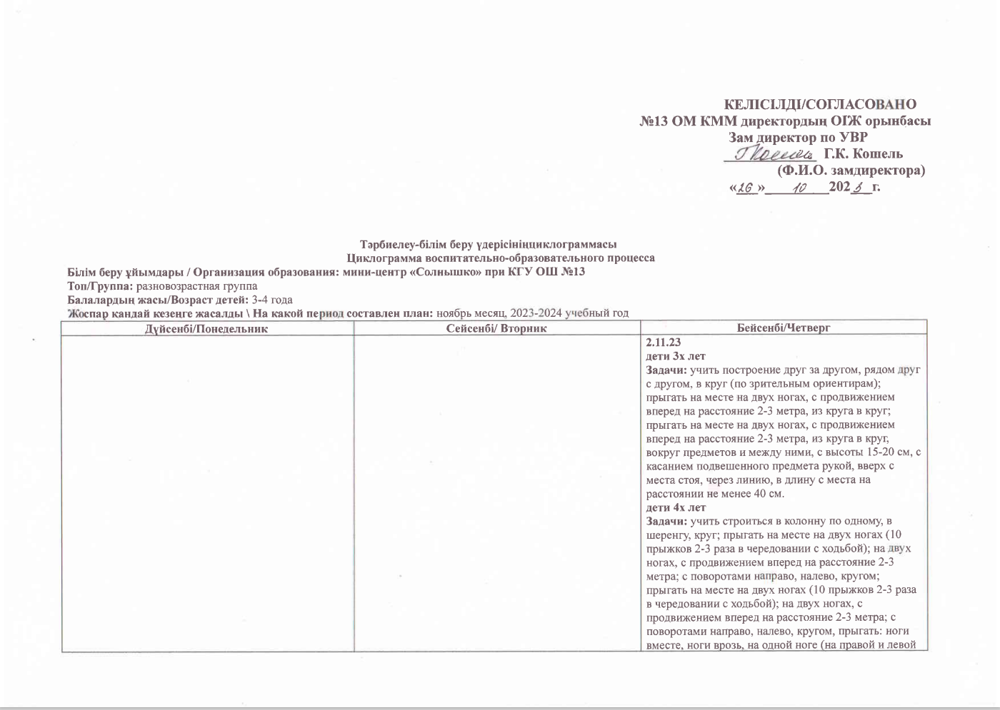 КЕЛІСІЛДІ/СОГЛАСОВАНО
№13 ОМ КММ директордың ОІЖ орынбасы
Зам директор по УВР
Г.К. Кошель
(Ф.И.О. замдиректора)
«26» 10 2023 г.
Тәрбиелеу-білім беру үдерісініңциклограммасы
Циклограмма воспитательно-образовательного процесса
Білім беру ұйымдары / Организация образования: мини-центр «Солнышко» при КГУ ОШ №13
Топ/Группа: разновозрастная группа
Балалардың жасы/Возраст детей: 3-4 года
Жоспар қандай кезеңге жасалды \ На какой период составлен план: ноябрь месяц, 2023-2024 учебный год
Дүйсенбі/Понедельник
Сейсенбі/ Вторник
Бейсенбі/Четверг
2.11.23
дети 3х лет
Задачи: учить построение друг за другом, рядом друг
с другом, в круг (по зрительным ориентирам);
прыгать на месте на двух ногах, с продвижением
вперед на расстояние 2-3 метра, из круга в круг;
прыгать на месте на двух ногах, с продвижением
вперед на расстояние 2-3 метра, из круга в круг,
вокруг предметов и между ними, с высоты 15-20 см, с
касанием подвешенного предмета рукой, вверх с
места стоя, через линию, в длину с места на
расстоянии не менее 40 см.
дети 4х лет
Задачи: учить строиться в колонну по одному, в
шеренгу, круг; прыгать на месте на двух ногах (10
прыжков 2-3 раза в чередовании с ходьбой); на двух
ногах, с продвижением вперед на расстояние 2-3
метра; с поворотами направо, налево, кругом;
прыгать на месте на двух ногах (10 прыжков 2-3 раза
в чередовании с ходьбой); на двух ногах, с
продвижением вперед на расстояние 2-3 метра; с
поворотами направо, налево, кругом, прыгать: ноги
вместе, ноги врозь, на одной ноге (на правой и левой